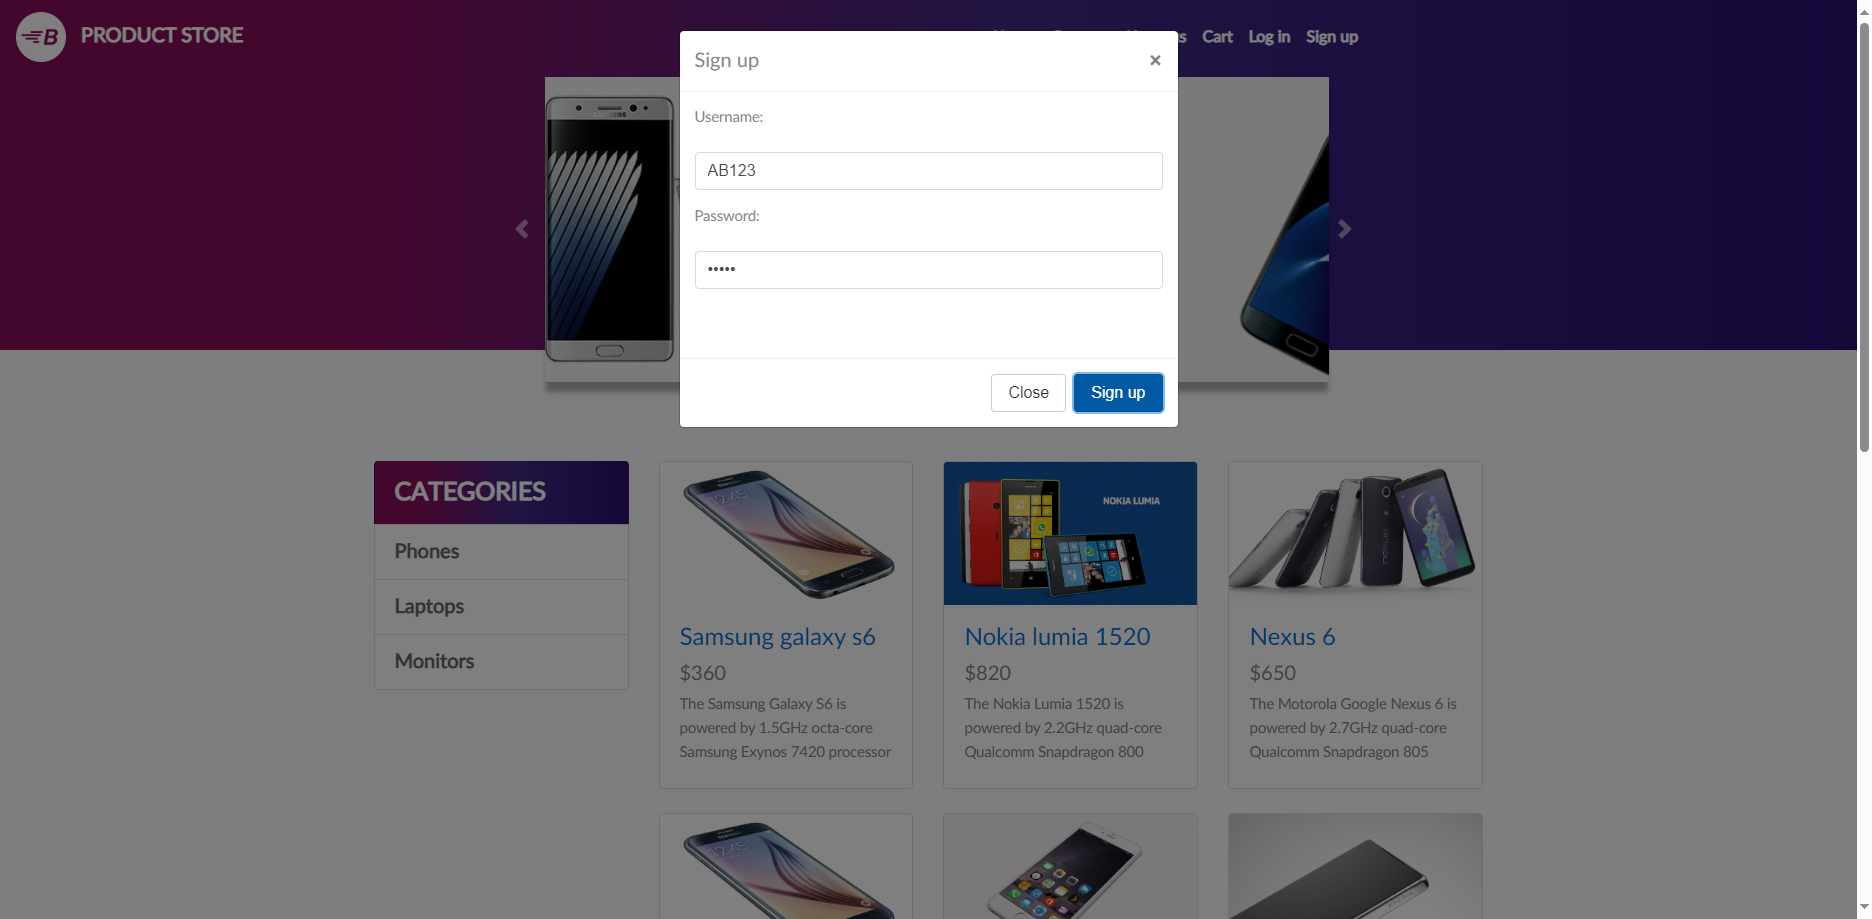 PRODUCT STORE
Cart
Log in
Sign up
Sign up
×
Username:
AB123
Password:
•••••
Close
Sign up
SAMSUNG
CATEGORIES
Phones
Laptops
Monitors
NOKIA LUMIA
Samsung galaxy s6
$360
The Samsung Galaxy S6 is
powered by 1.5GHz octa-core
Samsung Exynos 7420 processor
Nokia lumia 1520
$820
The Nokia Lumia 1520 is
powered by 2.2GHz quad-core
Qualcomm Snapdragon 800
Nexus 6
$650
The Motorola Google Nexus 6 is
powered by 2.7GHz quad-core
Qualcomm Snapdragon 805
12:45